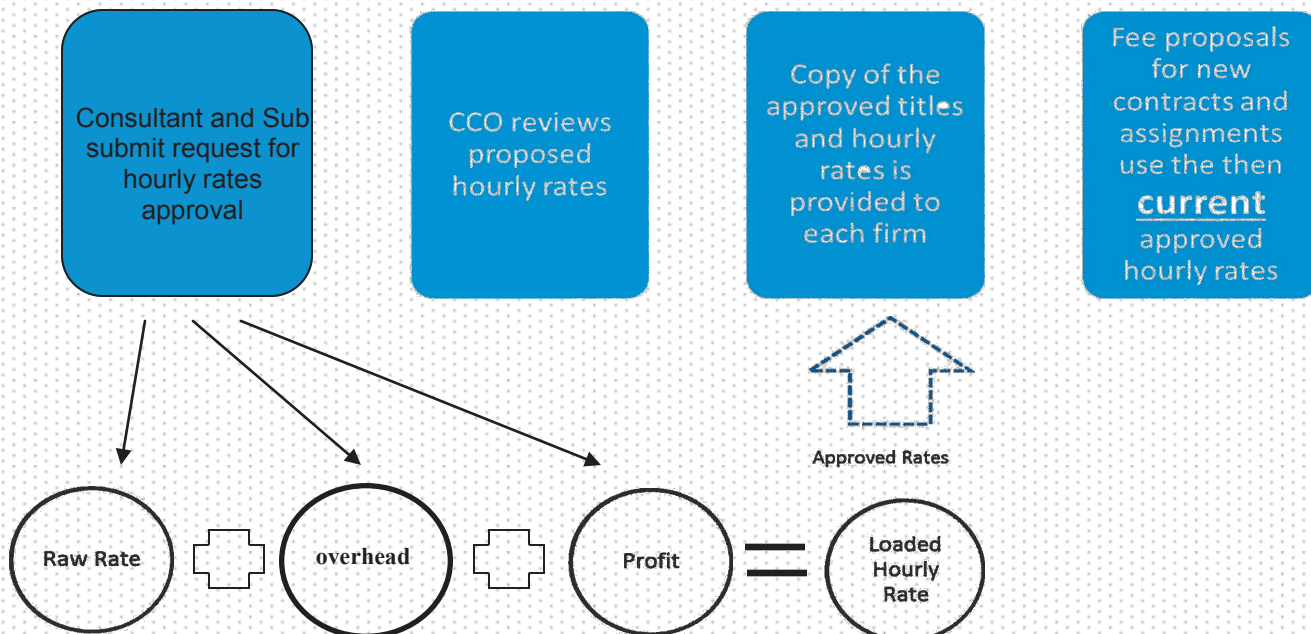 Consultant and Sub
submit request for
hourly rates
approval
CCO reviews
proposed
hourly rates
Copy of the
approved titles
and hourly
rates is
provided to
each firm
Fee proposals
for new
contracts and
assignments
use the then
current
approved
hourly rates
Approved Rates
Raw Rate
overhead
Profit
Loaded
Hourly
Rate